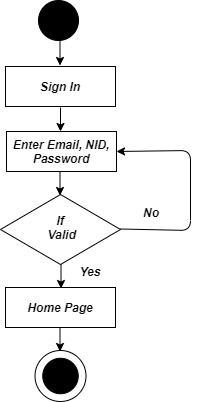 Sign In
Enter Email, NID,
Password
If
Valid
No
Yes
Home Page